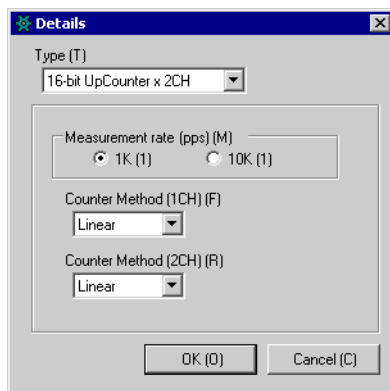 Details
Type (T)
16-bit UpCounter x 2CH
Measurement rate (pps) (M)
1K (1) 10K (1)
Counter Method (1CH) (F)
Linear
Counter Method (2CH) (R)
Linear
OK (O) Cancel (C)